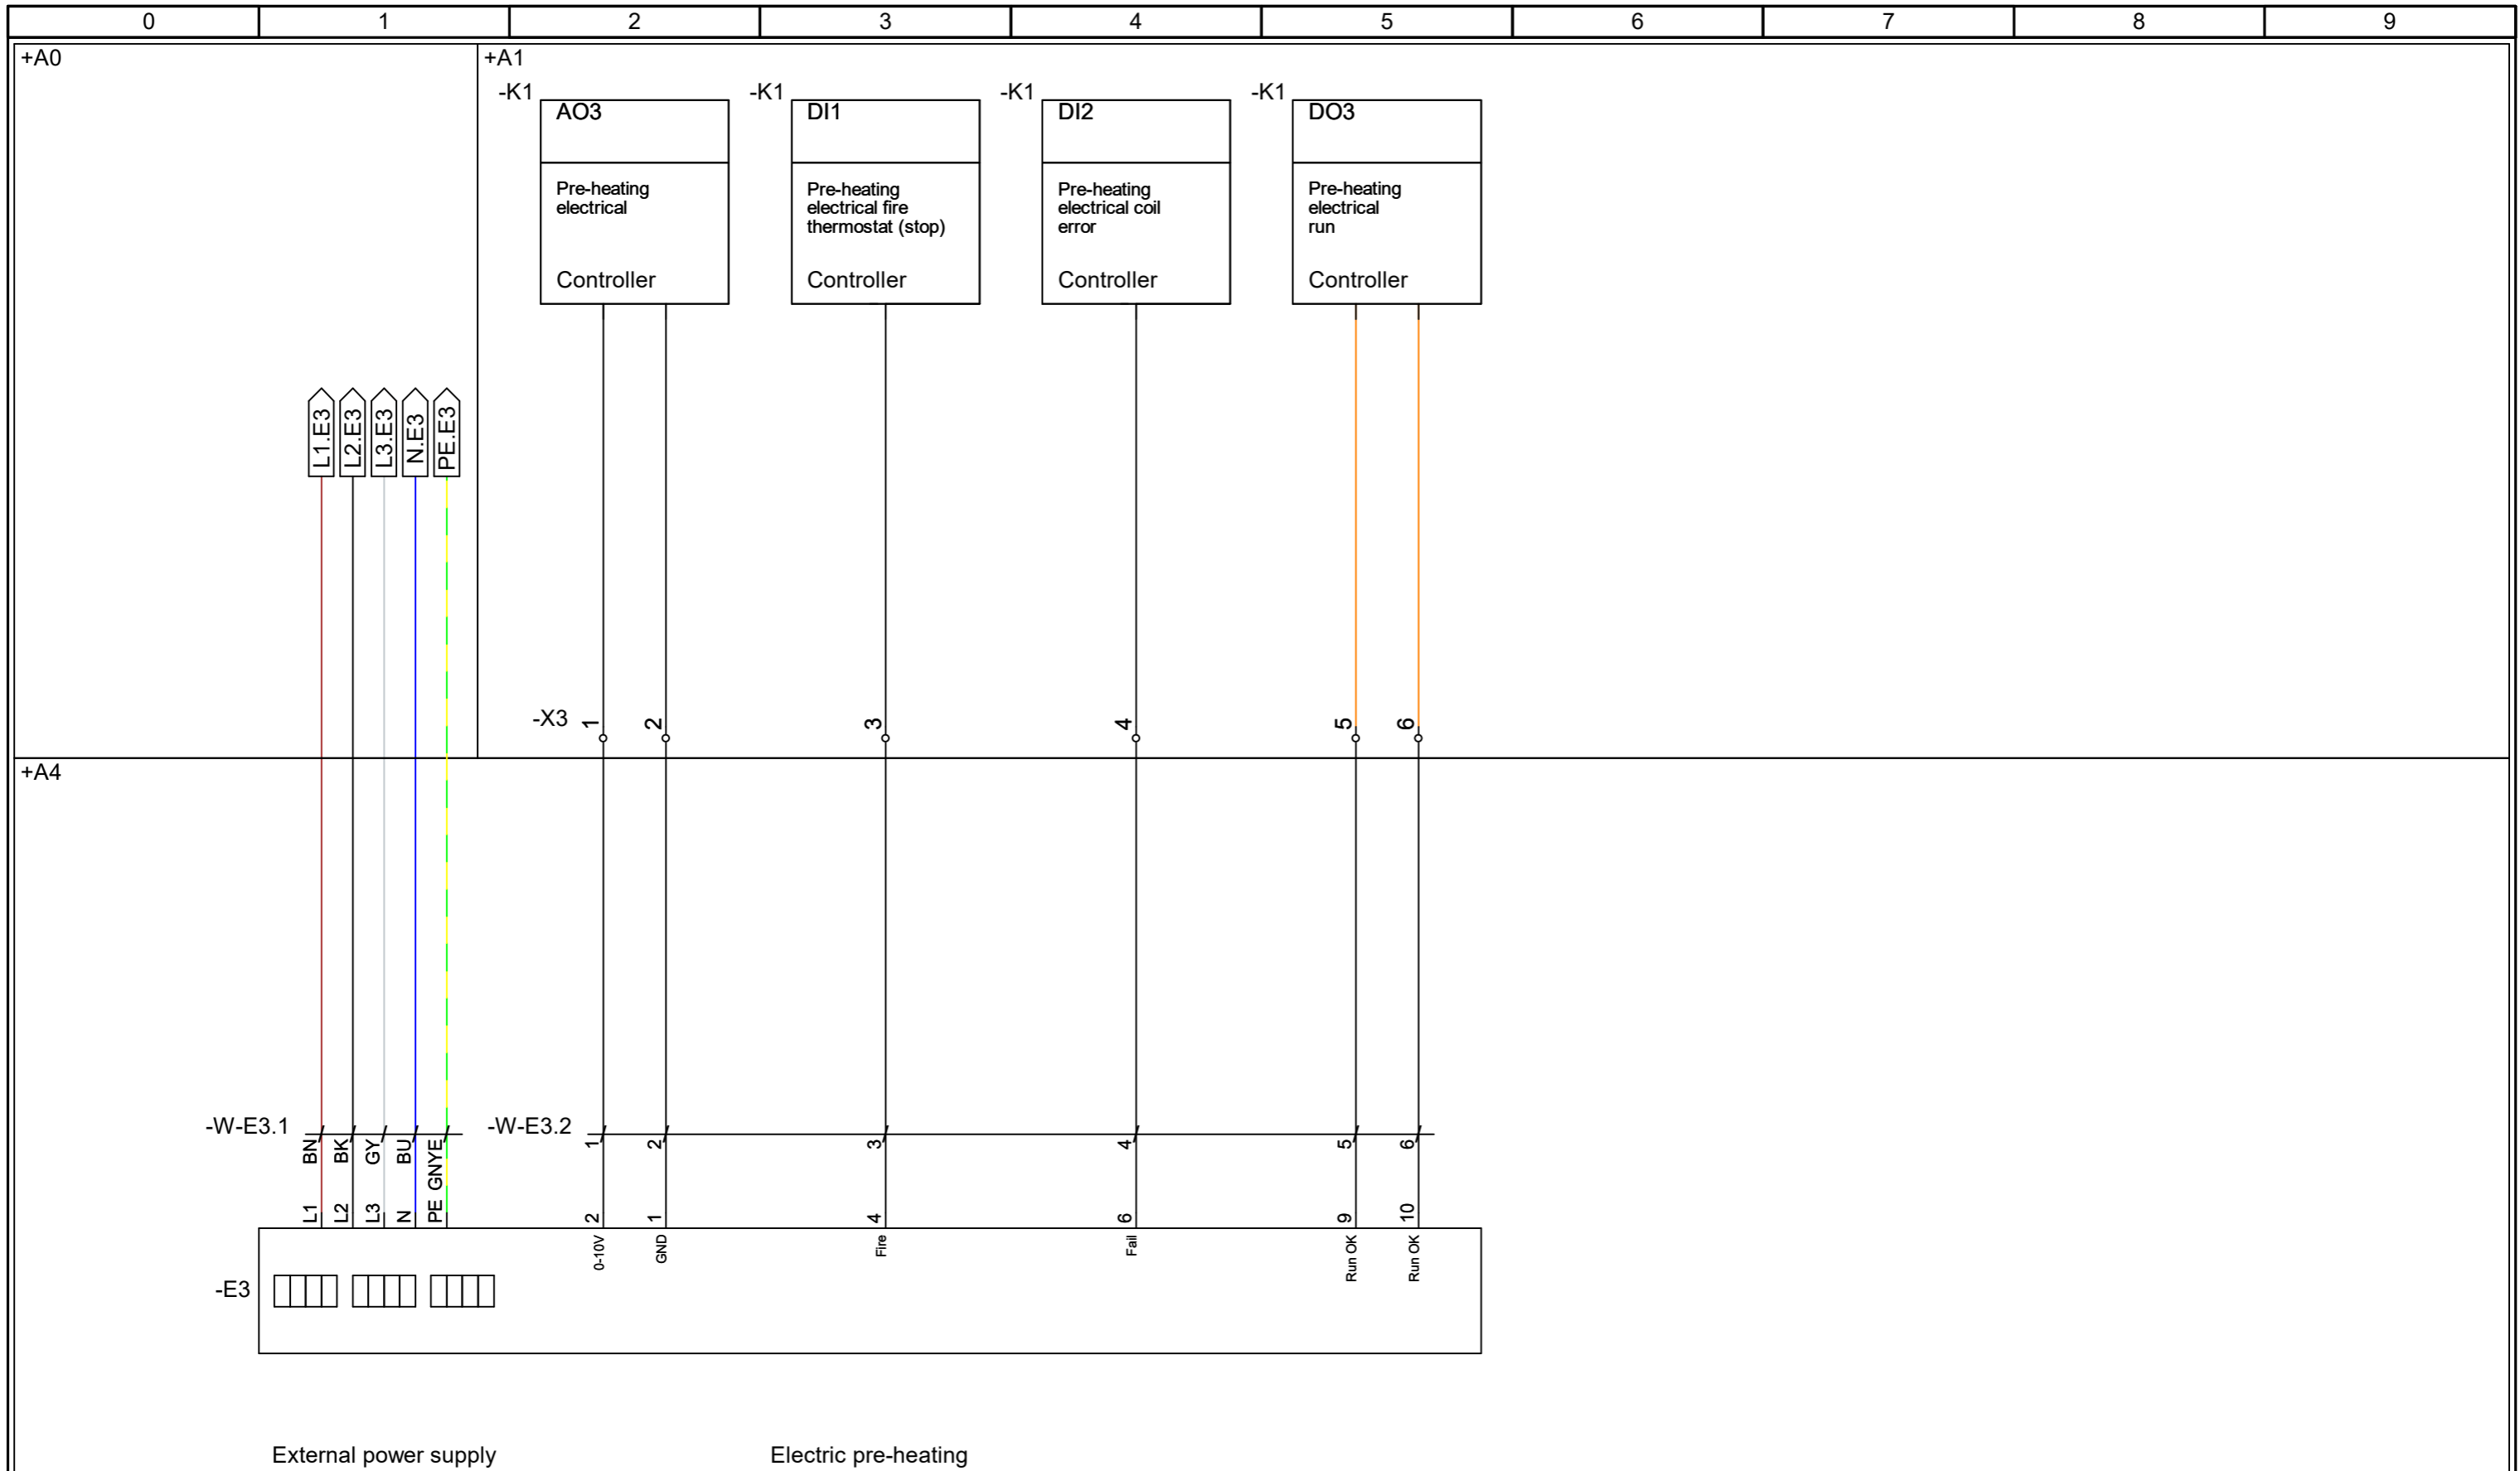 0 1 2 3 4 5 6 7 8 9
+A0
+A1
-K1
AO3
Pre-heating
electrical
Controller
-K1
DI1
Pre-heating
electrical fire
thermostat (stop)
Controller
-K1
DI2
Pre-heating
electrical coil
error
Controller
-K1
DO3
Pre-heating
electrical
run
Controller
L1.E3
L2.E3
L3.E3
N.E3
PE.E3
-X3 1 2 3 4 5 6
+A4
-W-E3.1 BN BK GY BU GNYE
-W-E3.2 1 2 3 4 5 6
L1 L2 L3 N PE 2 1 4 6 9 10
0-10V GND Fire Fail Run OK Run OK
-E3
External power supply
Electric pre-heating